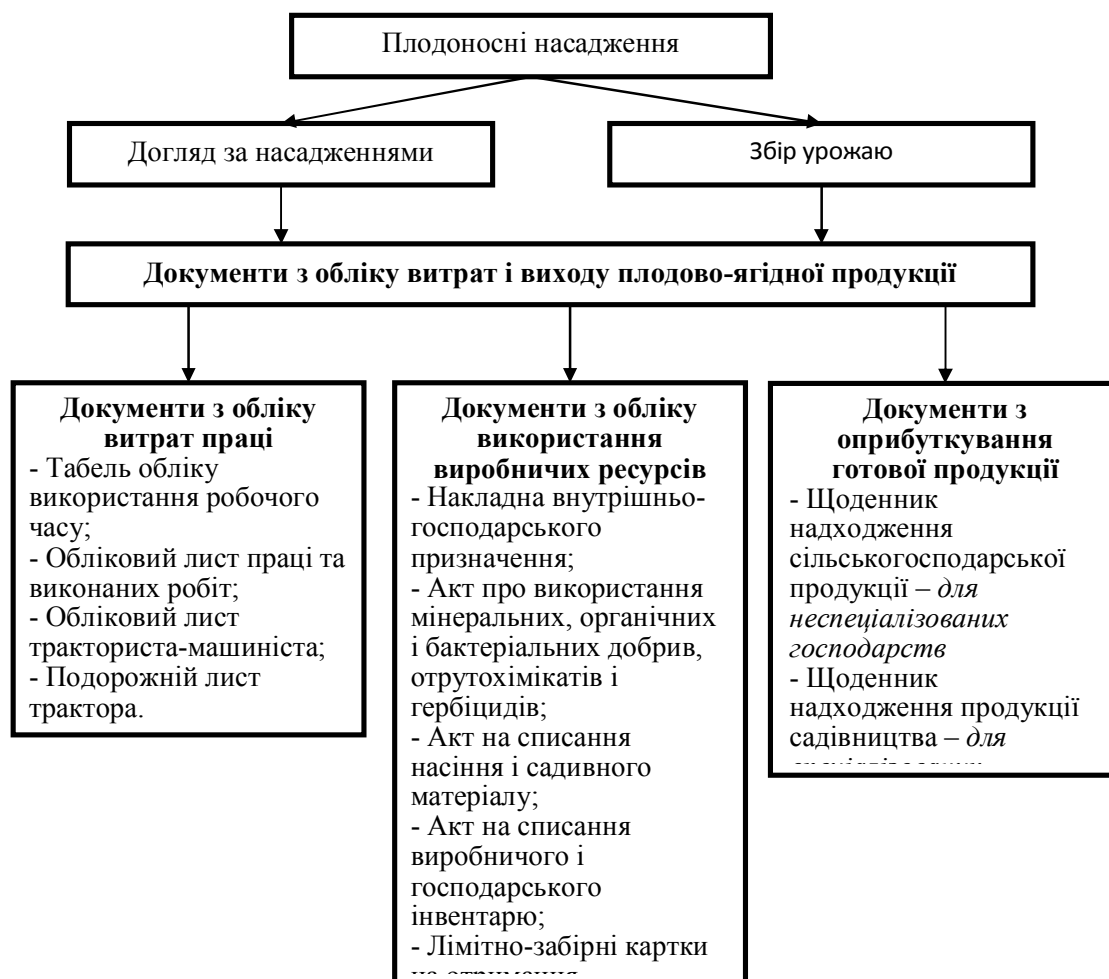 Плодоносні насадження
Догляд за насадженнями
Збір урожаю
Документи з обліку витрат і виходу плодово-ягідної продукції
Документи з обліку
витрат праці
- Табель обліку
використання робочого
часу;
- Обліковий лист праці та
виконаних робіт;
- Обліковий лист
тракториста-машиніста;
- Подорожній лист
трактора.
Документи з обліку
використання
виробничих ресурсів
- Накладна внутрішньо-
господарського
призначення;
- Акт про використання
мінеральних, органічних
і бактеріальних добрив,
отрутохімікатів і
гербіцидів;
- Акт на списання
насіння і садивного
матеріалу;
- Акт на списання
виробничого і
господарського
інвентарю;
- Лімітно-забірні картки
Документи з
оприбуткування
готової продукції
- Щоденник
надходження
сільськогосподарської
продукції – для
неспеціалізованих
господарств
- Щоденник
надходження продукції
садівництва – для